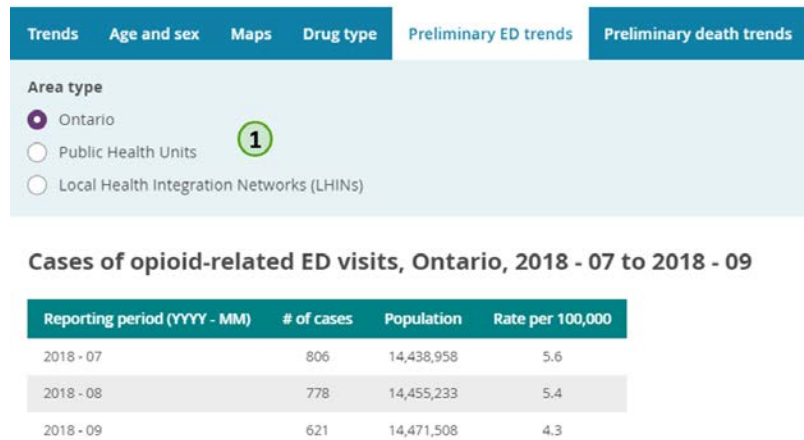 Trends Age and sex Maps Drug type Preliminary ED trends Preliminary death trends
Area type
Ontario
1
Public Health Units
Local Health Integration Networks (LHINs)
Cases of opioid-related ED visits, Ontario, 2018 - 07 to 2018 - 09
Reporting period (YYYY - MM) # of cases Population Rate per 100,000
2018 - 07 806 14,438,958 5.6
2018 - 08 778 14,455,233 5.4
2018 - 09 621 14,471,508 4.3